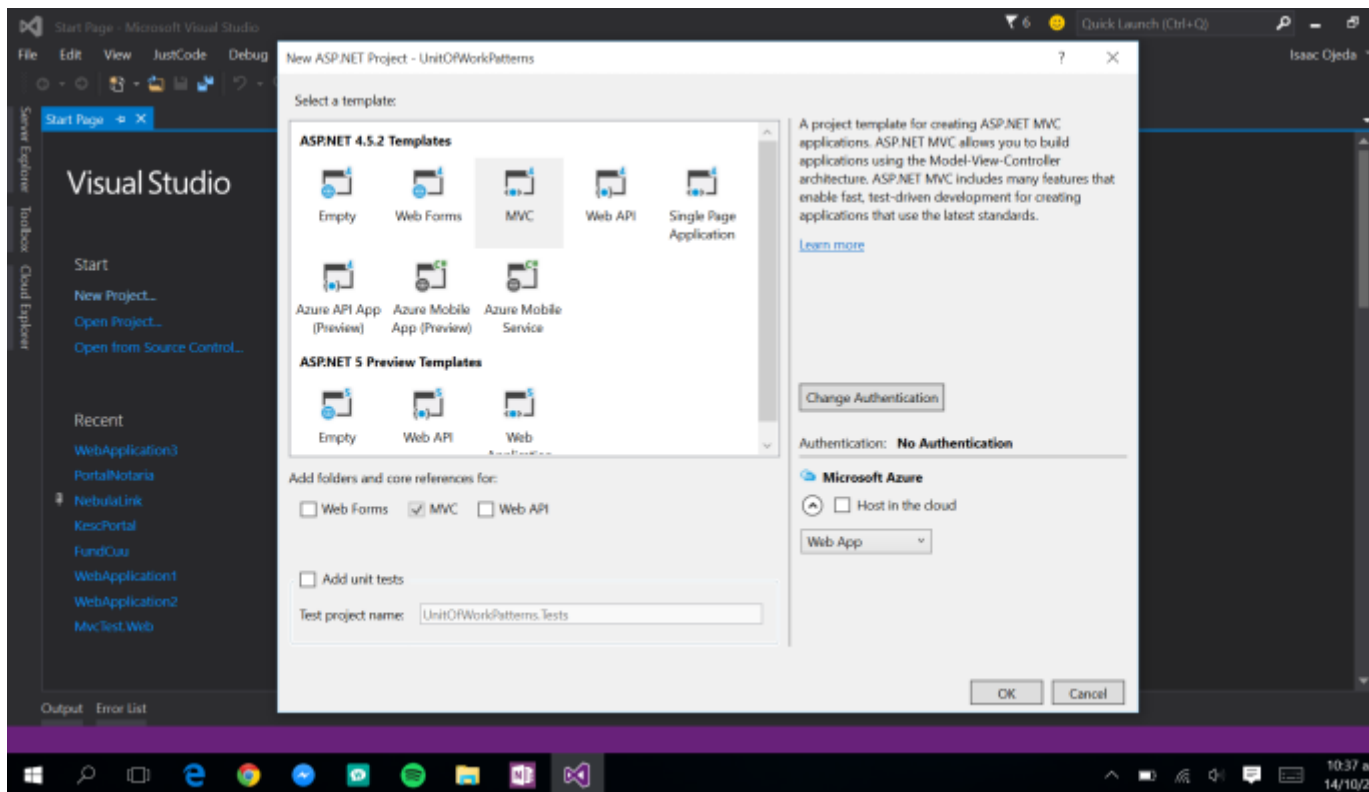 Start Page - Microsoft Visual Studio
6
Quick Launch (Ctrl+Q)
File Edit View JustCode Debug
Isaac Ojeda
New ASP.NET Project - UnitOfWorkPatterns
? 
Server Explorer
Toolbox
Cloud Explorer
Start Page
Visual Studio
Start
New Project...
Open Project...
Open from Source Control...
Recent
WebApplication3
PortalNotaria
NebulaLink
KescPortal
FundCuu
WebApplication1
WebApplication2
MvcTest.Web
Select a template:
ASP.NET 4.5.2 Templates
Empty
Web Forms
MVC
Web API
Single Page
Application
Azure API App
(Preview)
Azure Mobile
App (Preview)
Azure Mobile
Service
ASP.NET 5 Preview Templates
Empty
Web API
Web
Add folders and core references for:
Web Forms MVC Web API
Add unit tests
Test project name: UnitOfWorkPatterns.Tests
A project template for creating ASP.NET MVC
applications. ASP.NET MVC allows you to build
applications using the Model-View-Controller
architecture. ASP.NET MVC includes many features that
enable fast, test-driven development for creating
applications that use the latest standards.
Learn more
Change Authentication
Authentication: No Authentication
Microsoft Azure
Host in the cloud
Web App
OK Cancel
Output Error List
10:37 a
14/10/2